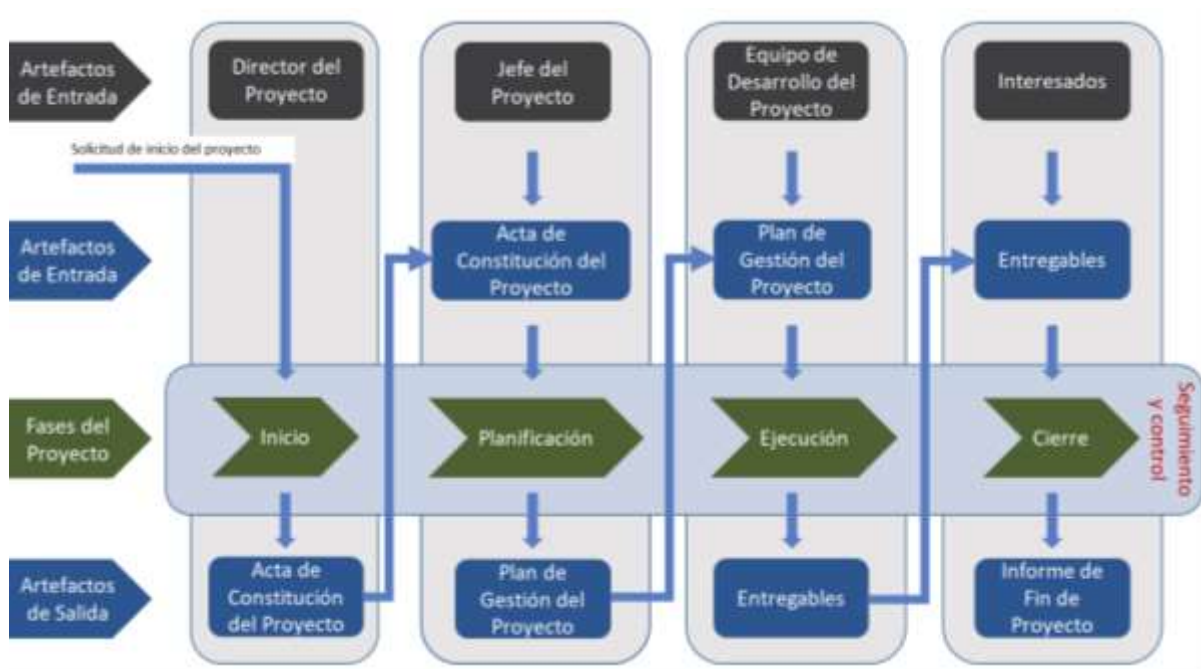 Artefactos
de Entrada
Director del
Proyecto
Jefe del
Proyecto
Equipo de
Desarrollo del
Proyecto
Interesados
Solicitud de inicio del proyecto
Artefactos
de Entrada
Acta de
Constitución del
Proyecto
Plan de
Gestión del
Proyecto
Entregables
Fases del
Proyecto
Inicio
Planificación
Ejecución
Cierre
Seguimiento
y control
Artefactos
de Salida
Acta de
Constitución
del Proyecto
Plan de
Gestión del
Proyecto
Entregables
Informe de
Fin de
Proyecto